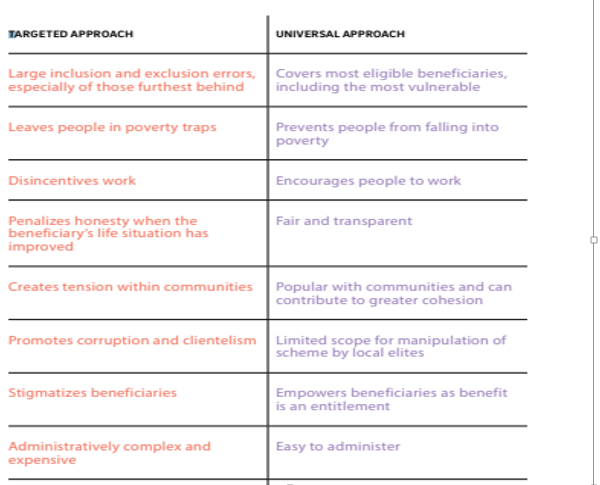 TARGETED APPROACH
UNIVERSAL APPROACH
Large inclusion and exclusion errors,
especially of those furthest behind
Covers most eligible beneficiaries,
including the most vulnerable
Leaves people in poverty traps
Prevents people from falling into
poverty
Disincentives work
Encourages people to work
Penalizes honesty when the
beneficiary's life situation has
improved
Fair and transparent
Creates tension within communities
Popular with communities and can
contribute to greater cohesion
Promotes corruption and clientelism
Limited scope for manipulation of
scheme by local elites
Stigmatizes beneficiaries
Empowers beneficiaries as benefit
is an entitlement
Administratively complex and
expensive
Easy to administer